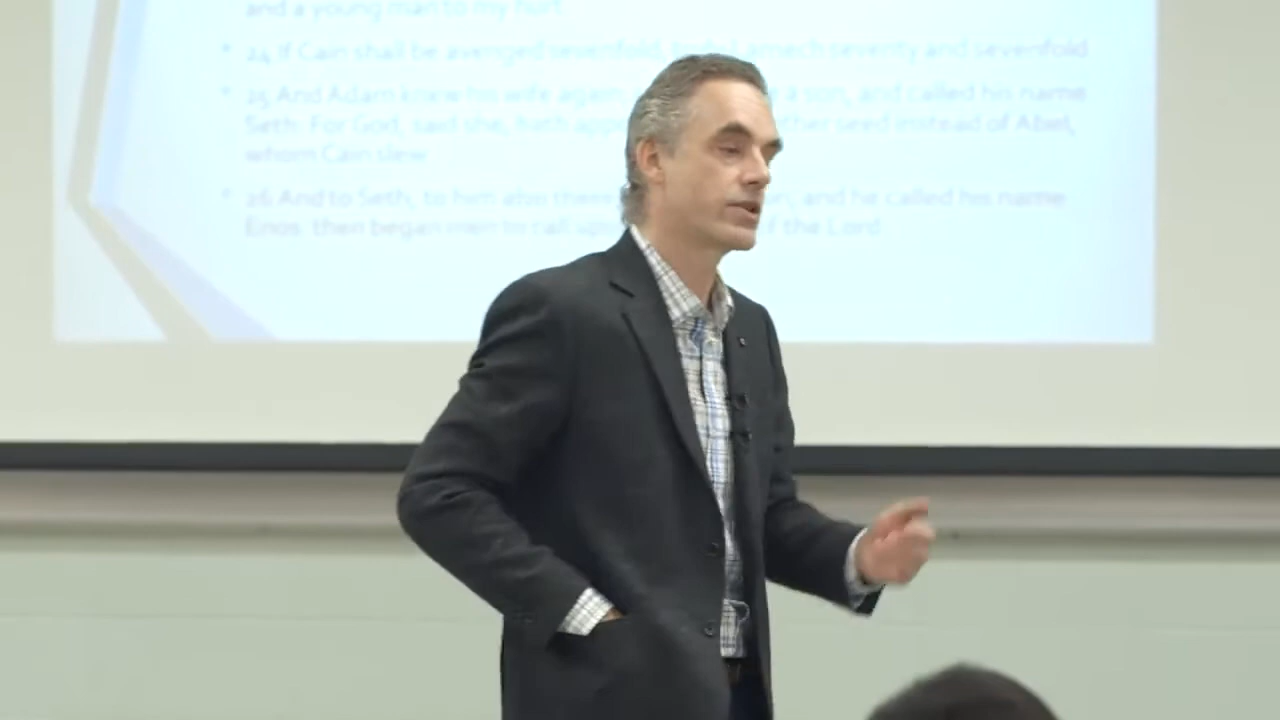 and a young man to my hurt
24 If Cain shall be avenged sevenfold, Lamech seventy and sevenfold
25 And Adam knew his wife again; a son, and called his name
Seth: For God, said she, hath seed instead of Abel,
whom Cain slew
26 And to Seth, to him also there and he called his name
Enos: then began men to call of the Lord